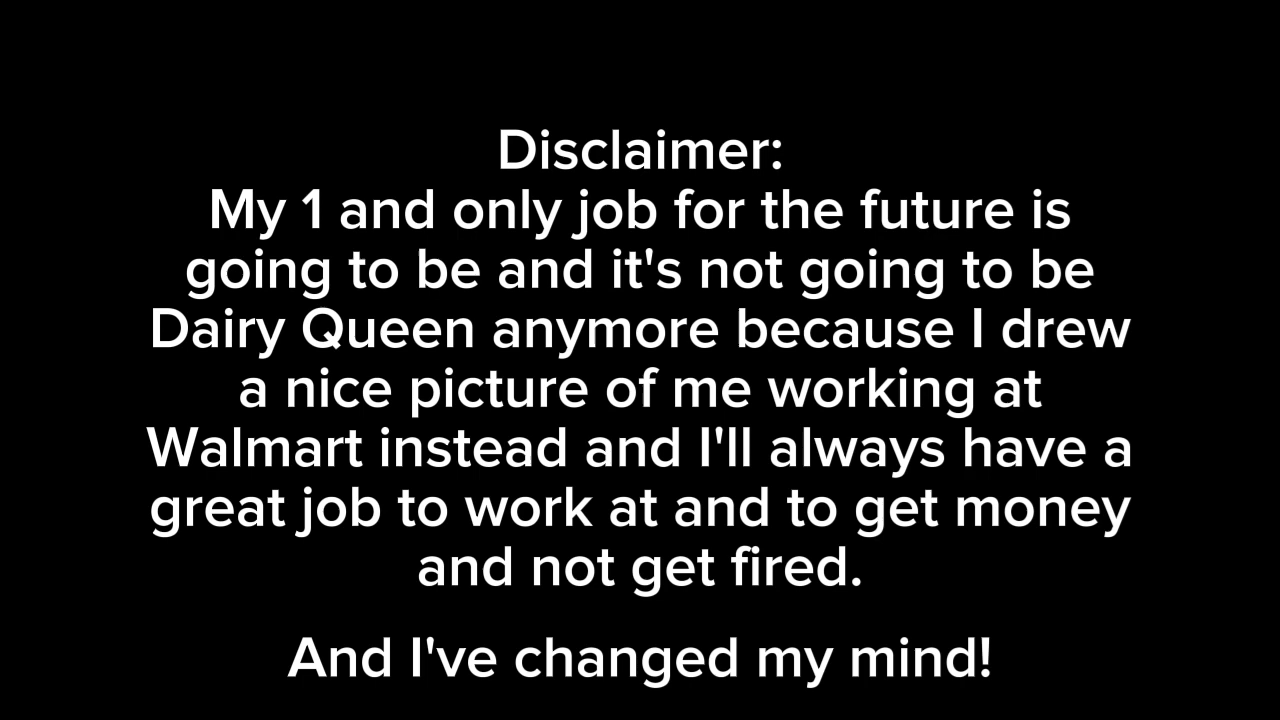 Disclaimer:
My 1 and only job for the future is
going to be and it's not going to be
Dairy Queen anymore because I drew
a nice picture of me working at
Walmart instead and I'll always have a
great job to work at and to get money
and not get fired.
And I've changed my mind!